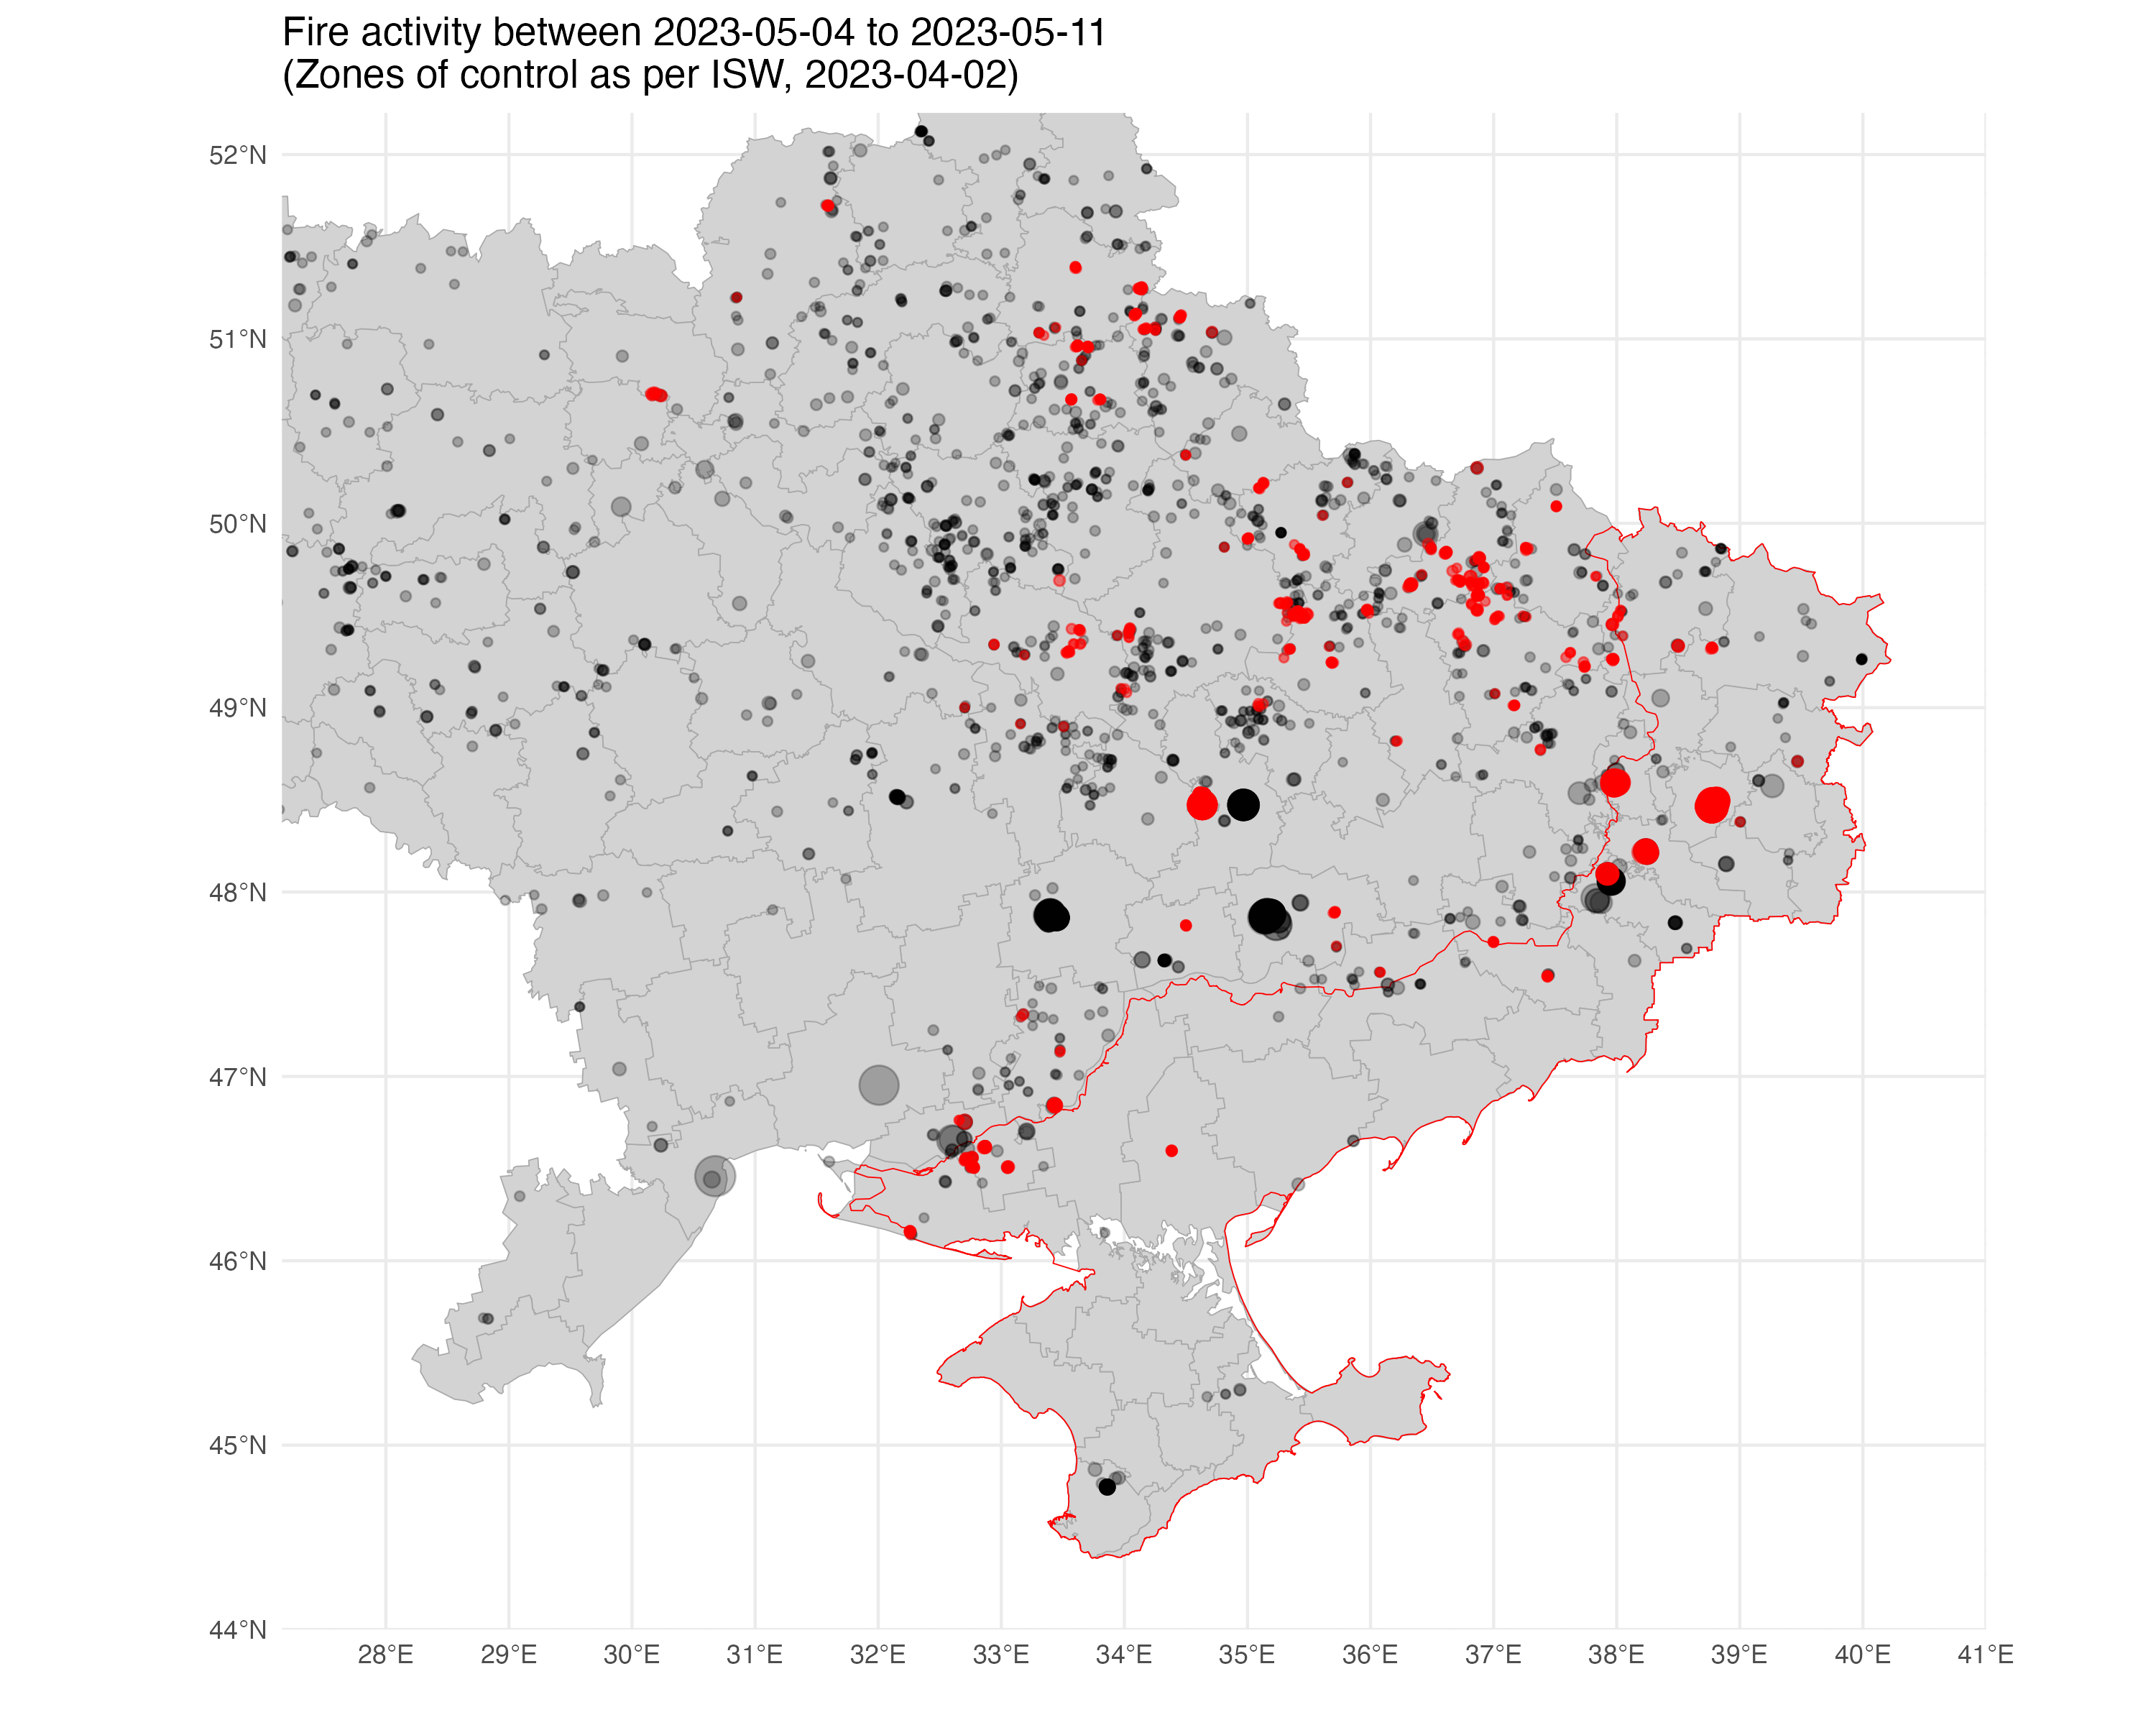 Fire activity between 2023-05-04 to 2023-05-11
(Zones of control as per ISW, 2023-04-02)
52°N
51°N
50°N
49°N
48°N
47°N
46°N
45°N
44°N
28°E 29°E 30°E 31°E 32°E 33°E 34°E 35°E 36°E 37°E 38°E 39°E 40°E 41°E